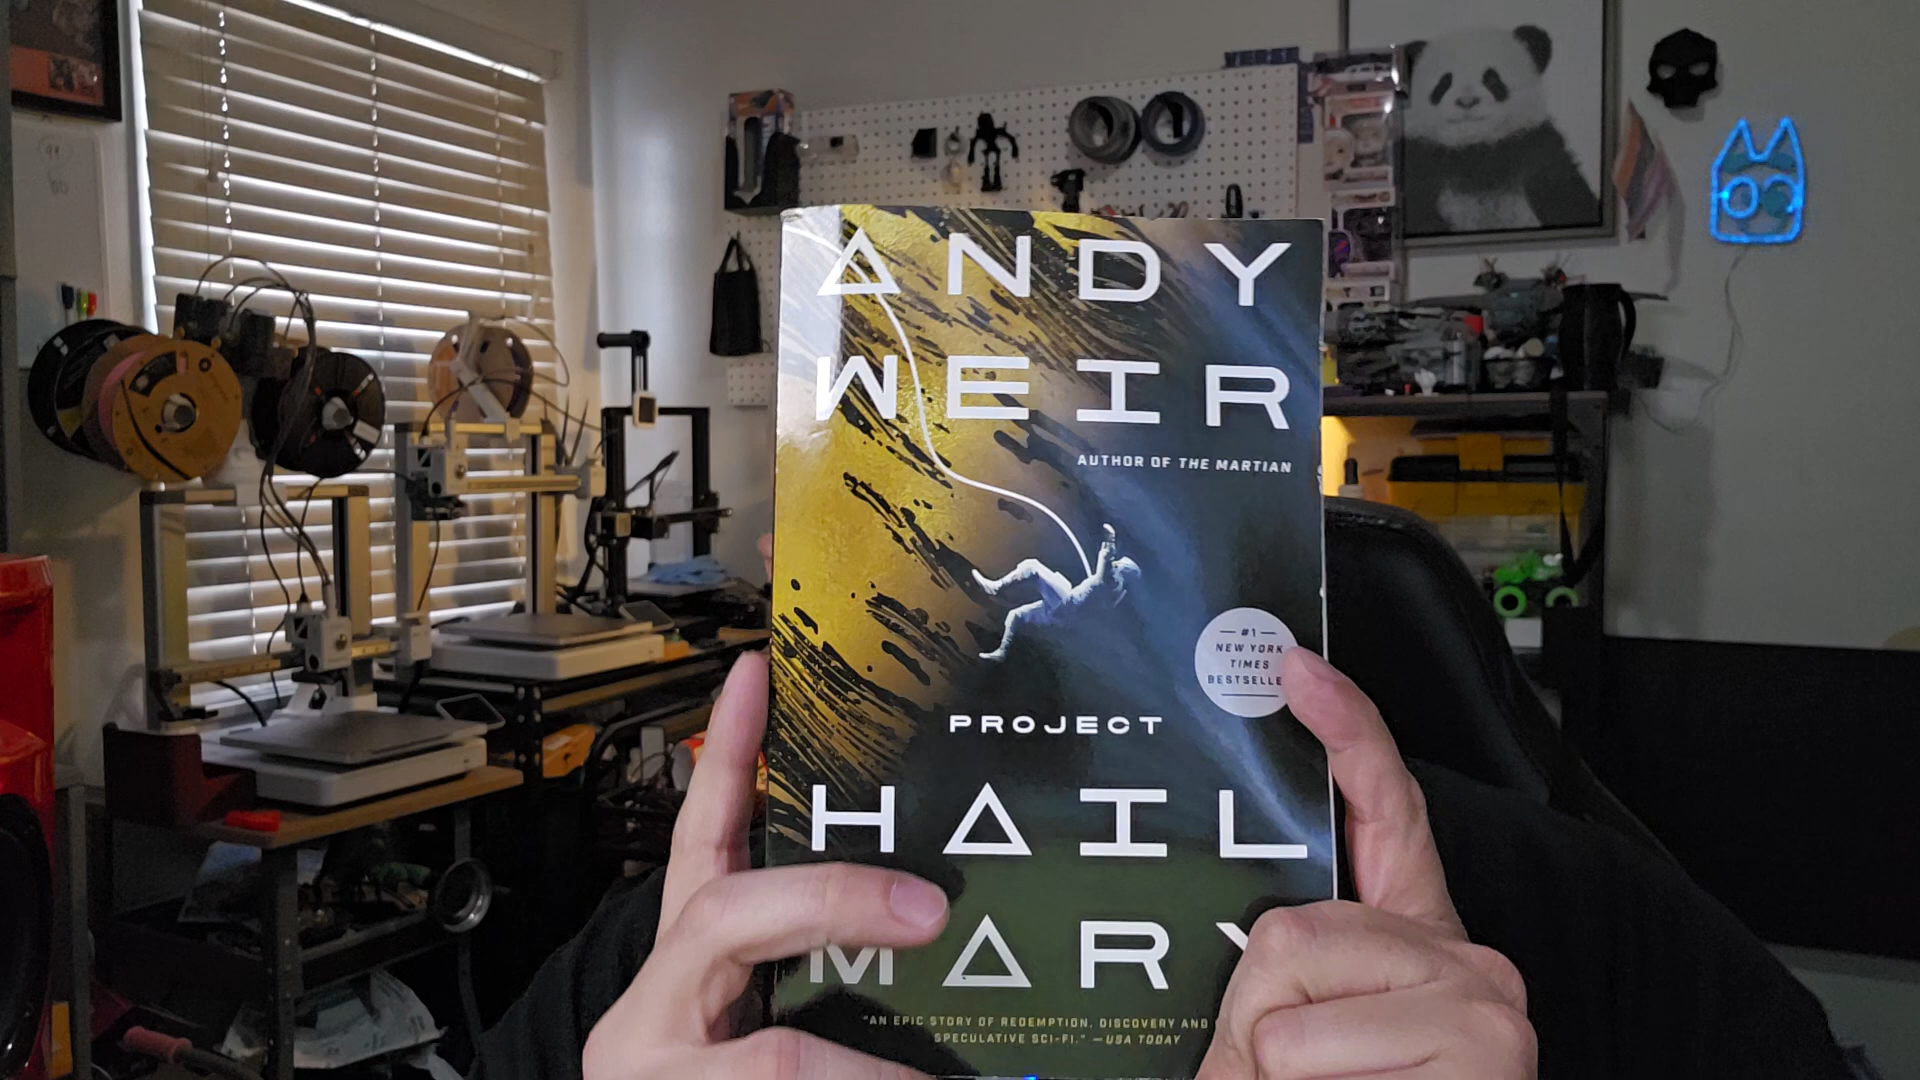 ANDY
WEIR
AUTHOR OF THE MARTIAN
#1
NEW YORK
TIMES
PROJECT
HAIL
MARY
"AN EPIC STORY OF REDEMPTION, DISCOVERY AND
SPECULATIVE SCI-FI." —USA TODAY